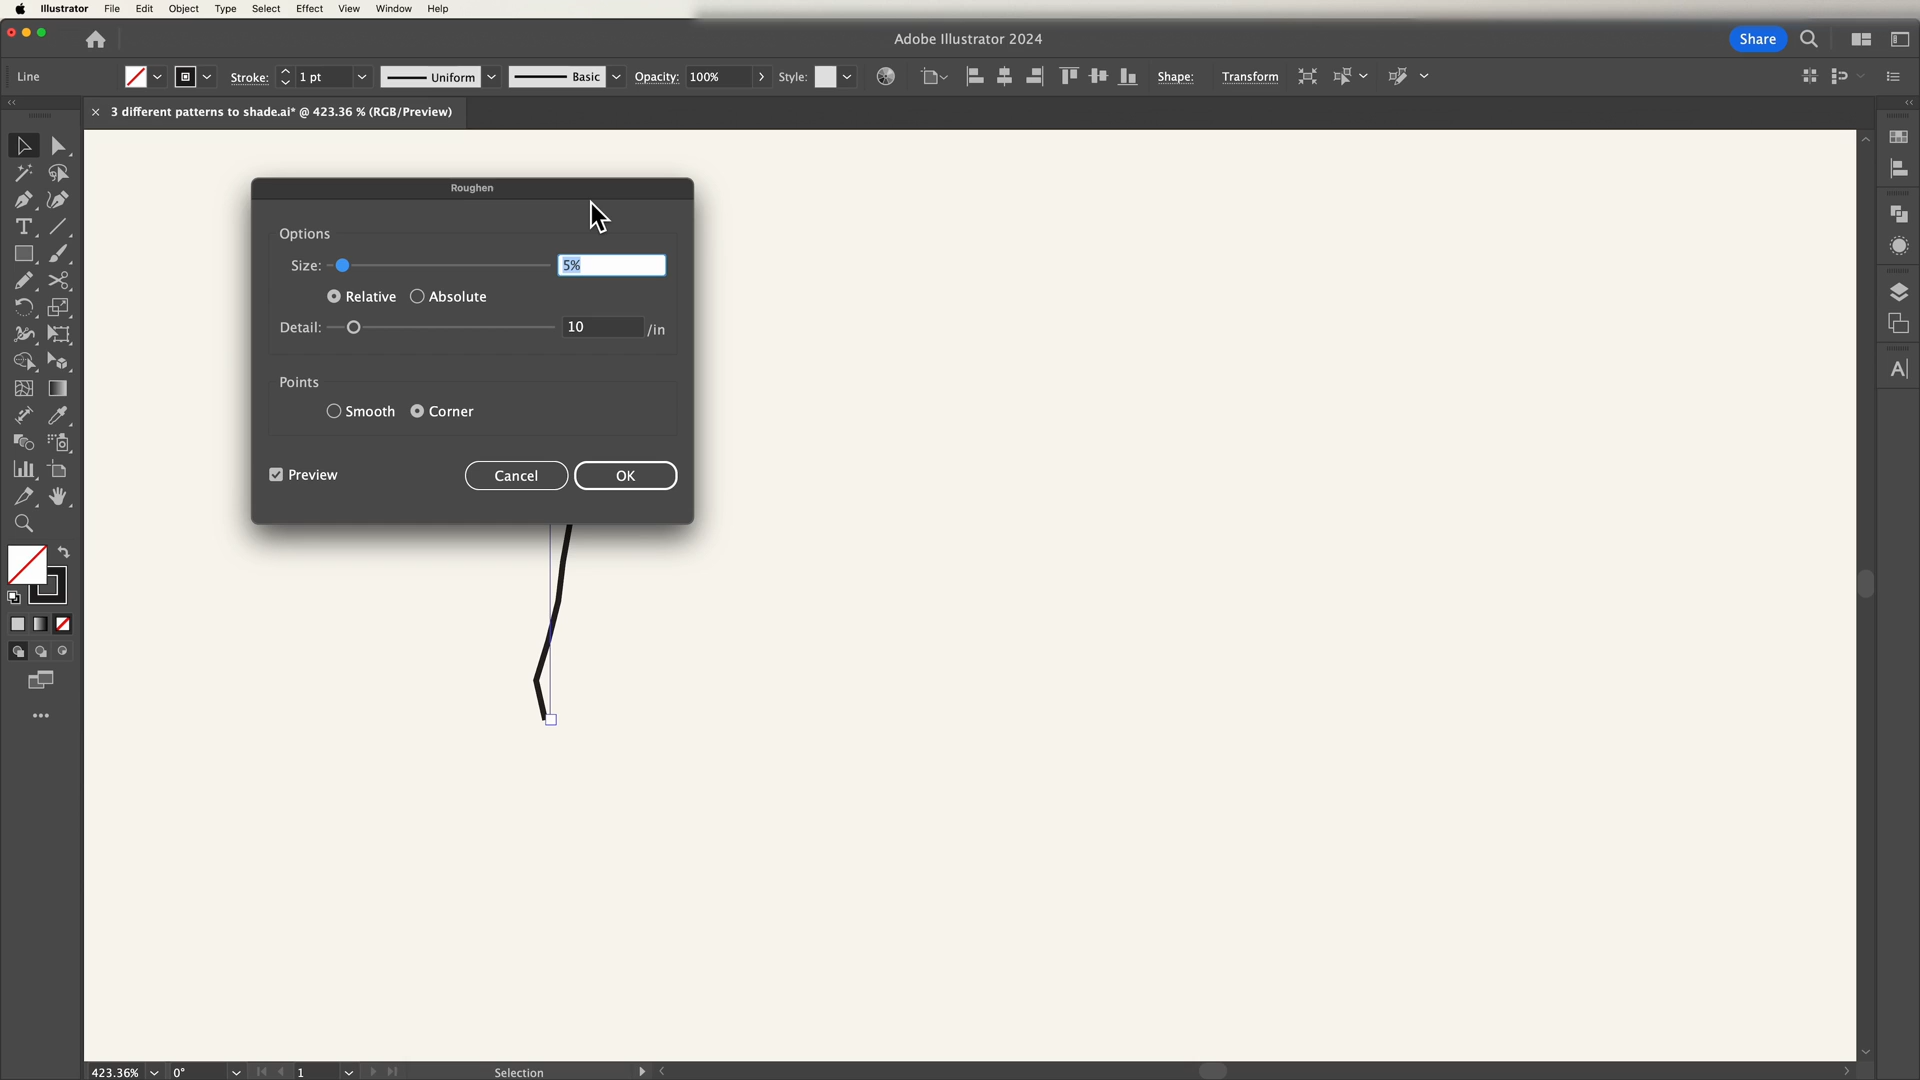 Illustrator File Edit Object Type Select Effect View Window Help
Adobe Illustrator 2024
Share
Line
Stroke: 1 pt
Uniform
Basic
Opacity: 100%
Style:
Shape:
Transform
3 different patterns to shade.ai* @ 423.36 % (RGB/Preview)
Roughen
Options
Size: 5%
Relative Absolute
Detail: 10 /in
Points
Smooth Corner
Preview Cancel OK
423.36% 0° 1 Selection